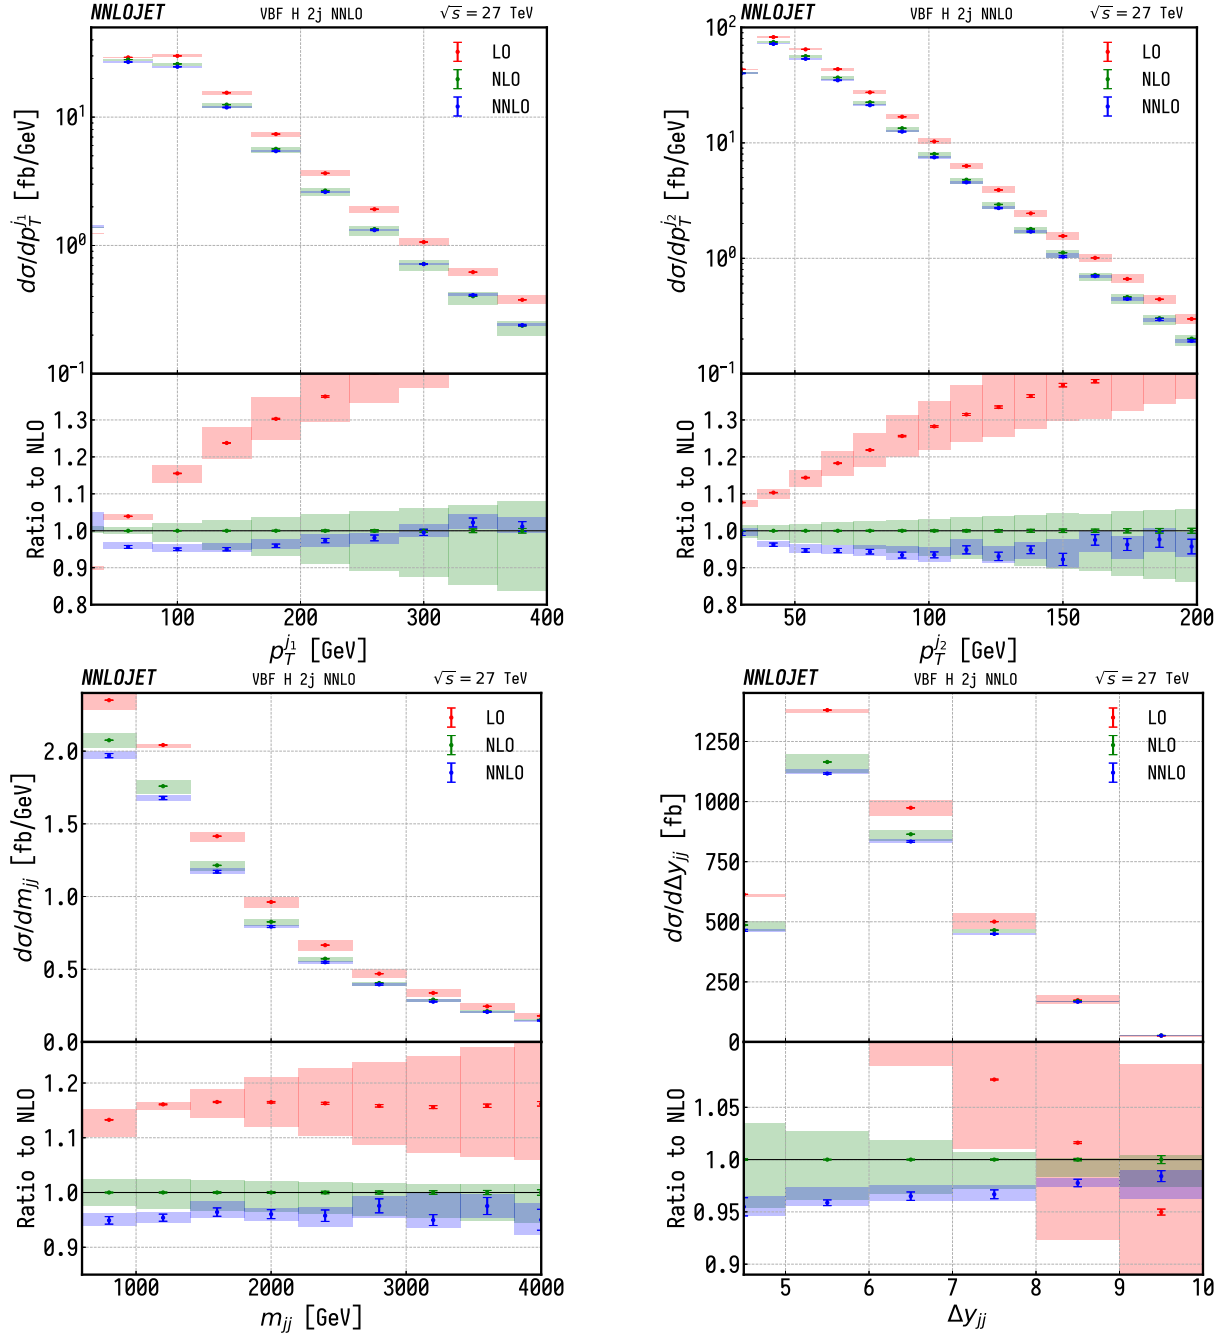 NNLOJET VBF H 2j NNLO √s = 27 TeV
LO
NLO
NNLO
dσ/dp_T^{j_1} [fb/GeV]
10^1
10^0
10^{-1}
Ratio to NLO
1.3
1.2
1.1
1.0
0.9
0.8
100 200 300 400
p_T^{j_1} [GeV]
NNLOJET VBF H 2j NNLO √s = 27 TeV
LO
NLO
NNLO
dσ/dp_T^{j_2} [fb/GeV]
10^2
10^1
10^0
10^{-1}
Ratio to NLO
1.3
1.2
1.1
1.0
0.9
0.8
50 100 150 200
p_T^{j_2} [GeV]
NNLOJET VBF H 2j NNLO √s = 27 TeV
LO
NLO
NNLO
dσ/dm_{jj} [fb/GeV]
2.0
1.5
1.0
0.5
0.0
Ratio to NLO
1.2
1.1
1.0
0.9
1000 2000 3000 4000
m_{jj} [GeV]
NNLOJET VBF H 2j NNLO √s = 27 TeV
LO
NLO
NNLO
dσ/dΔy_{jj} [fb]
1250
1000
750
500
250
0
Ratio to NLO
1.05
1.0
0.95
0.9
5 6 7 8 9 10
Δy_{jj}